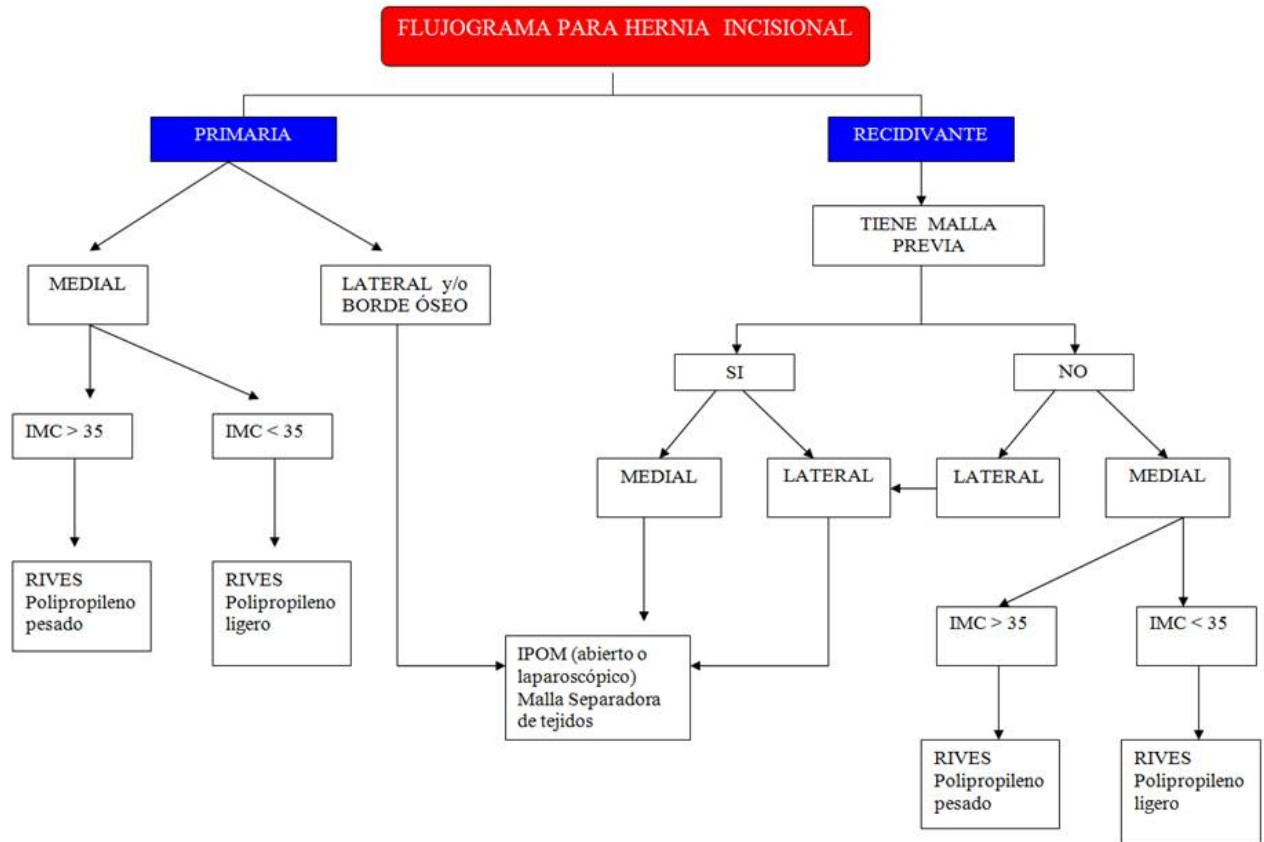 FLUJOGRAMA PARA HERNIA INCISIONAL
PRIMARIA
RECIDIVANTE
TIENE MALLA
PREVIA
MEDIAL
LATERAL y/o
BORDE ÓSEO
SI
NO
IMC > 35
IMC < 35
MEDIAL
LATERAL
LATERAL
MEDIAL
RIVES
Polipropileno
pesado
RIVES
Polipropileno
ligero
IPOM (abierto o
laparoscópico)
Malla Separadora
de tejidos
IMC > 35
IMC < 35
RIVES
Polipropileno
pesado
RIVES
Polipropileno
ligero